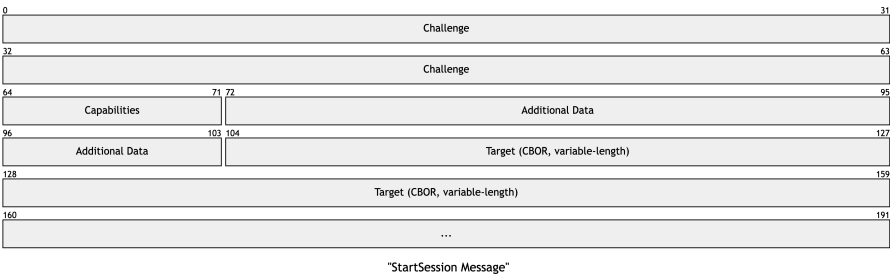 0 31
Challenge
32 63
Challenge
64 71 72 95
Capabilities Additional Data
96 103 104 127
Additional Data Target (CBOR, variable-length)
128 159
Target (CBOR, variable-length)
160 191
...
"StartSession Message"